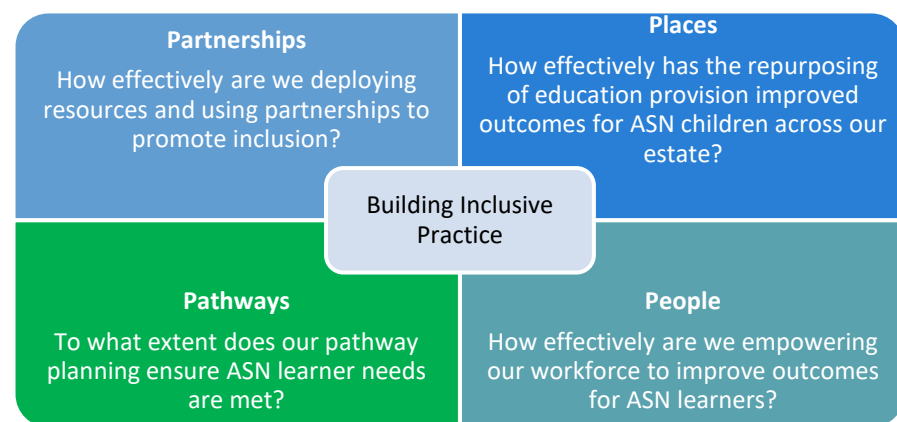 Partnerships
How effectively are we deploying
resources and using partnerships to
promote inclusion?
Places
How effectively has the repurposing
of education provision improved
outcomes for ASN children across our
estate?
Building Inclusive
Practice
Pathways
To what extent does our pathway
planning ensure ASN learner needs
are met?
People
How effectively are we empowering
our workforce to improve outcomes
for ASN learners?